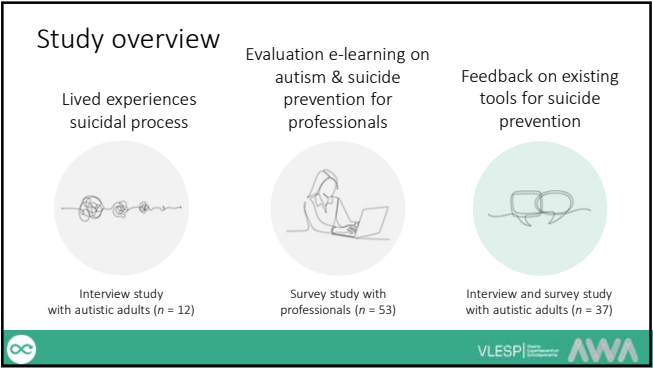 Study overview
Lived experiences
suicidal process
Evaluation e-learning on
autism & suicide
prevention for
professionals
Feedback on existing
tools for suicide
prevention
Interview study
with autistic adults (n = 12)
Survey study with
professionals (n = 53)
Interview and survey study
with autistic adults (n = 37)
VLESP
AWA